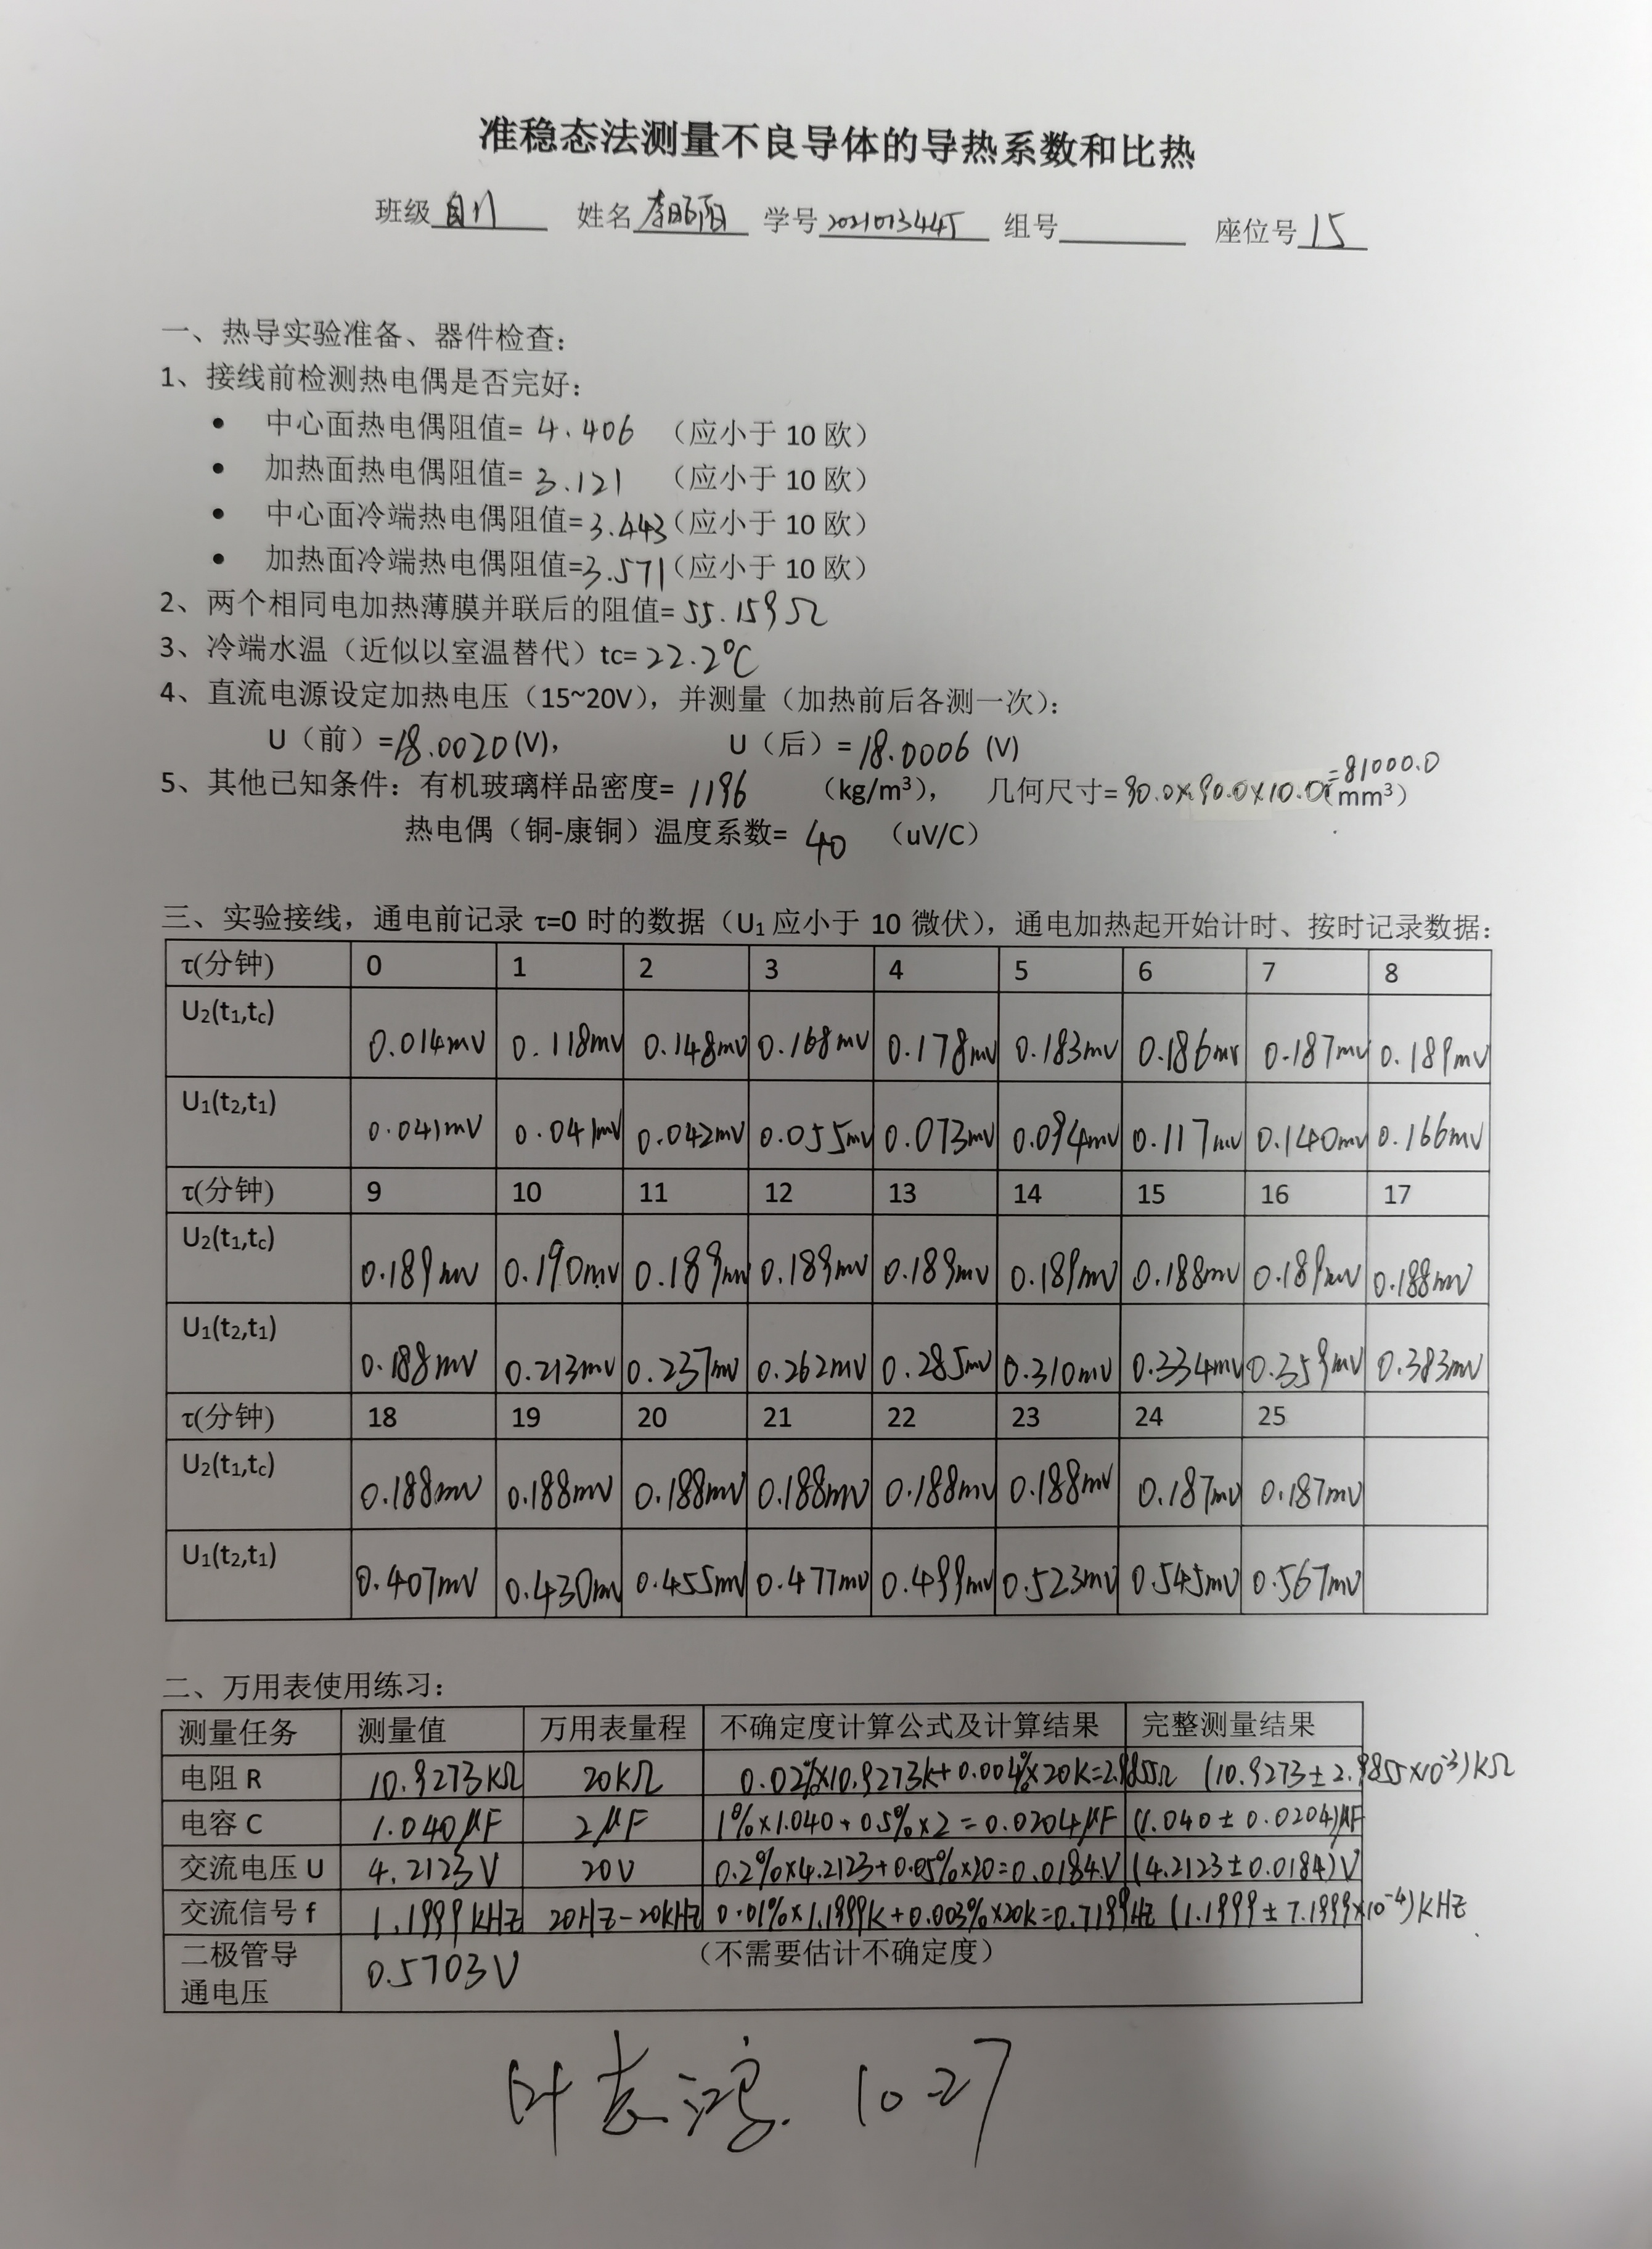 准稳态法测量不良导体的导热系数和比热
班级 自11 姓名 李昭阳 学号 2021013445 组号 座位号 15
一、热导实验准备、器件检查：
1、接线前检测热电偶是否完好：
• 中心面热电偶阻值= 4.406 （应小于 10 欧）
• 加热面热电偶阻值= 3.121 （应小于 10 欧）
• 中心面冷端热电偶阻值=3.443（应小于 10 欧）
• 加热面冷端热电偶阻值=3.571（应小于 10 欧）
2、两个相同电加热薄膜并联后的阻值= 55.159Ω
3、冷端水温（近似以室温替代）tc= 22.2℃
4、直流电源设定加热电压（15~20V），并测量（加热前后各测一次）：
U（前）=18.0020 (V)， U（后）= 18.0006 (V)
5、其他已知条件：有机玻璃样品密度= 1196 （kg/m³）， 几何尺寸= 90.0×90.0×10.0（mm³） =81000.0
热电偶（铜-康铜）温度系数= 40 （uV/C）
三、实验接线，通电前记录 τ=0 时的数据（U₁ 应小于 10 微伏），通电加热起开始计时、按时记录数据：
τ(分钟) 0 1 2 3 4 5 6 7 8
U₂(t₁,tc) 0.014mV 0.118mV 0.148mV 0.168mV 0.178mV 0.183mV 0.186mV 0.187mV 0.189mV
U₁(t₂,t₁) 0.041mV 0.041mV 0.042mV 0.055mV 0.073mV 0.094mV 0.117mV 0.140mV 0.166mV
τ(分钟) 9 10 11 12 13 14 15 16 17
U₂(t₁,tc) 0.189mV 0.190mV 0.189mV 0.189mV 0.189mV 0.189mV 0.188mV 0.189mV 0.188mV
U₁(t₂,t₁) 0.188mV 0.213mV 0.237mV 0.262mV 0.285mV 0.310mV 0.334mV 0.359mV 0.383mV
τ(分钟) 18 19 20 21 22 23 24 25
U₂(t₁,tc) 0.188mV 0.188mV 0.188mV 0.188mV 0.188mV 0.188mV 0.187mV 0.187mV
U₁(t₂,t₁) 0.407mV 0.430mV 0.455mV 0.477mV 0.499mV 0.523mV 0.545mV 0.567mV
二、万用表使用练习：
测量任务 测量值 万用表量程 不确定度计算公式及计算结果 完整测量结果
电阻 R 10.9273kΩ 20kΩ 0.02%×10.9273k+0.004%×20k=2.9855Ω (10.9273±2.9855×10⁻³)kΩ
电容 C 1.040μF 2μF 1%×1.040+0.5%×2=0.0204μF (1.040±0.0204)μF
交流电压 U 4.2123V 20V 0.2%×4.2123+0.05%×20=0.0184V (4.2123±0.0184)V
交流信号 f 1.1999kHZ 20HZ-20kHZ 0.01%×1.1999k+0.003%×20k=0.7199HZ (1.1999±7.1999×10⁻⁴)kHZ
二极管导通电压 0.5703V （不需要估计不确定度）
叶志鸿 10.27